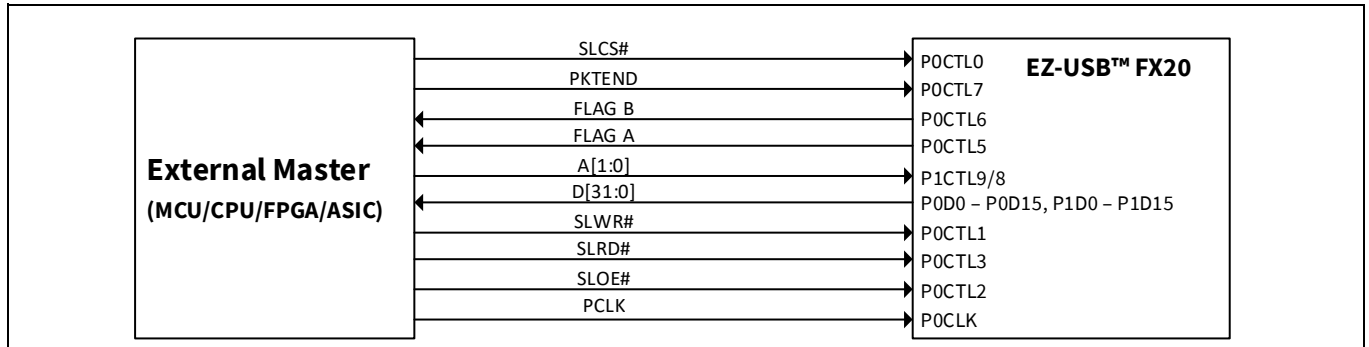 SLCS#
P0CTL0
EZ-USB™ FX20
PKTEND
P0CTL7
FLAG B
P0CTL6
FLAG A
P0CTL5
External Master
(MCU/CPU/FPGA/ASIC)
A[1:0]
P1CTL9/8
D[31:0]
P0D0 – P0D15, P1D0 – P1D15
SLWR#
P0CTL1
SLRD#
P0CTL3
SLOE#
P0CTL2
PCLK
P0CLK